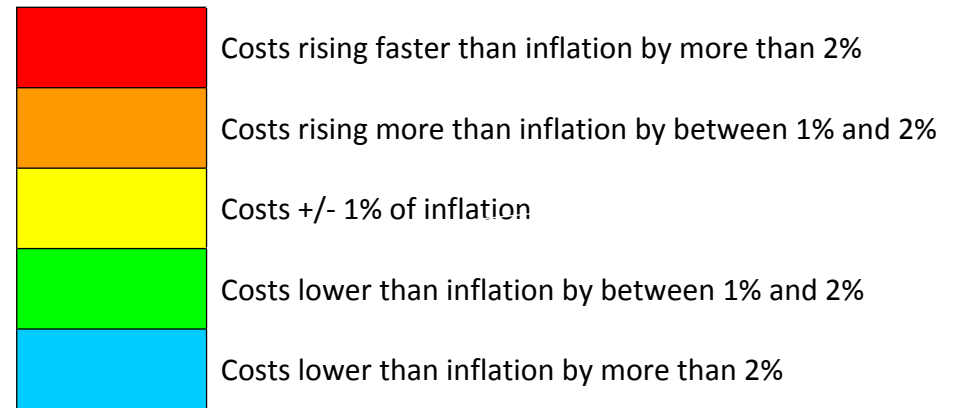 Costs rising faster than inflation by more than 2%
Costs rising more than inflation by between 1% and 2%
Costs +/- 1% of inflation
Costs lower than inflation by between 1% and 2%
Costs lower than inflation by more than 2%